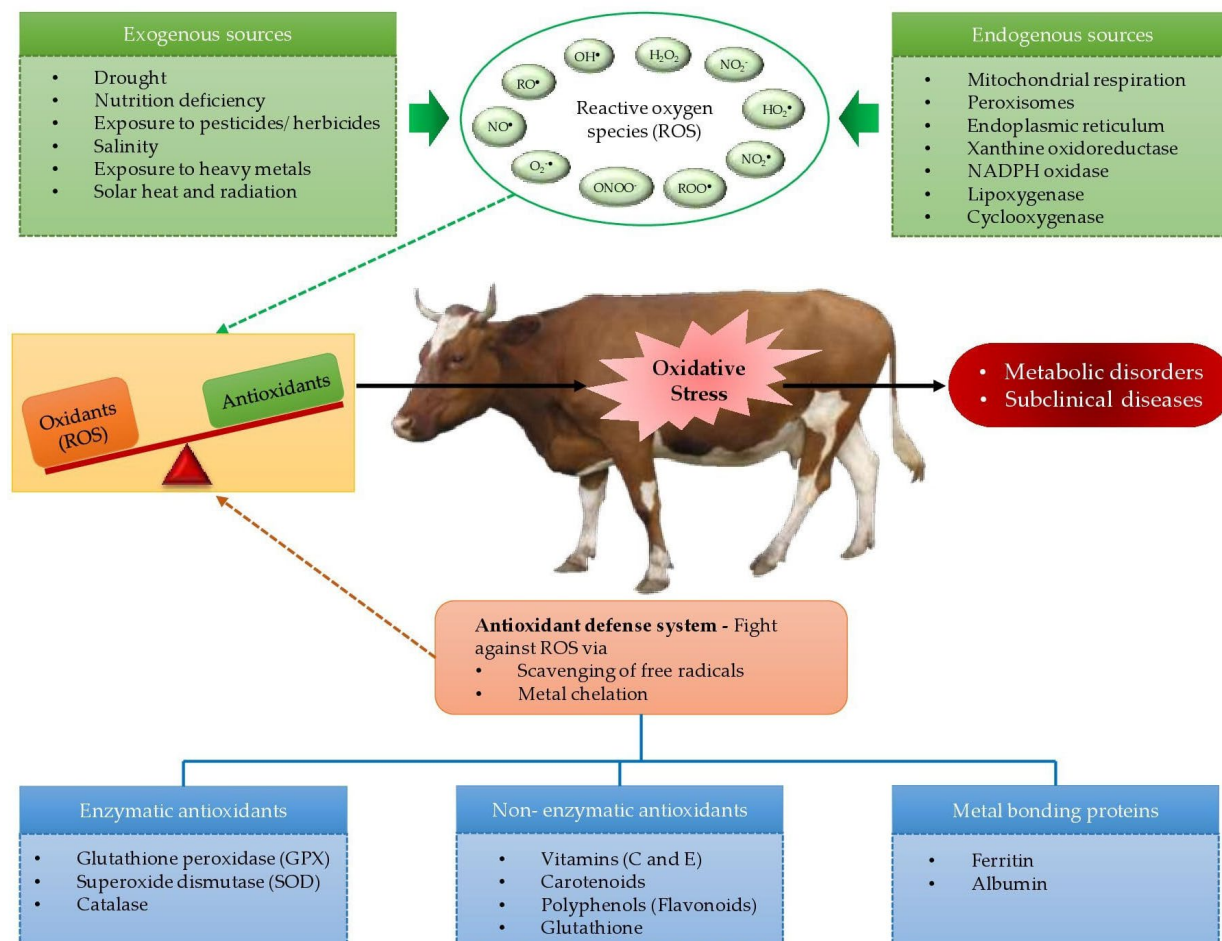 Exogenous sources
• Drought
• Nutrition deficiency
• Exposure to pesticides/ herbicides
• Salinity
• Exposure to heavy metals
• Solar heat and radiation
OH•
H₂O₂
NO₂⁻
RO•
HO₂•
NO•
NO₂•
O₂⁻•
ONOO⁻
ROO•
Reactive oxygen
species (ROS)
Endogenous sources
• Mitochondrial respiration
• Peroxisomes
• Endoplasmic reticulum
• Xanthine oxidoreductase
• NADPH oxidase
• Lipoxygenase
• Cyclooxygenase
Oxidants
(ROS)
Antioxidants
Oxidative
Stress
• Metabolic disorders
• Subclinical diseases
Antioxidant defense system - Fight
against ROS via
• Scavenging of free radicals
• Metal chelation
Enzymatic antioxidants
• Glutathione peroxidase (GPX)
• Superoxide dismutase (SOD)
• Catalase
Non- enzymatic antioxidants
• Vitamins (C and E)
• Carotenoids
• Polyphenols (Flavonoids)
• Glutathione
Metal bonding proteins
• Ferritin
• Albumin